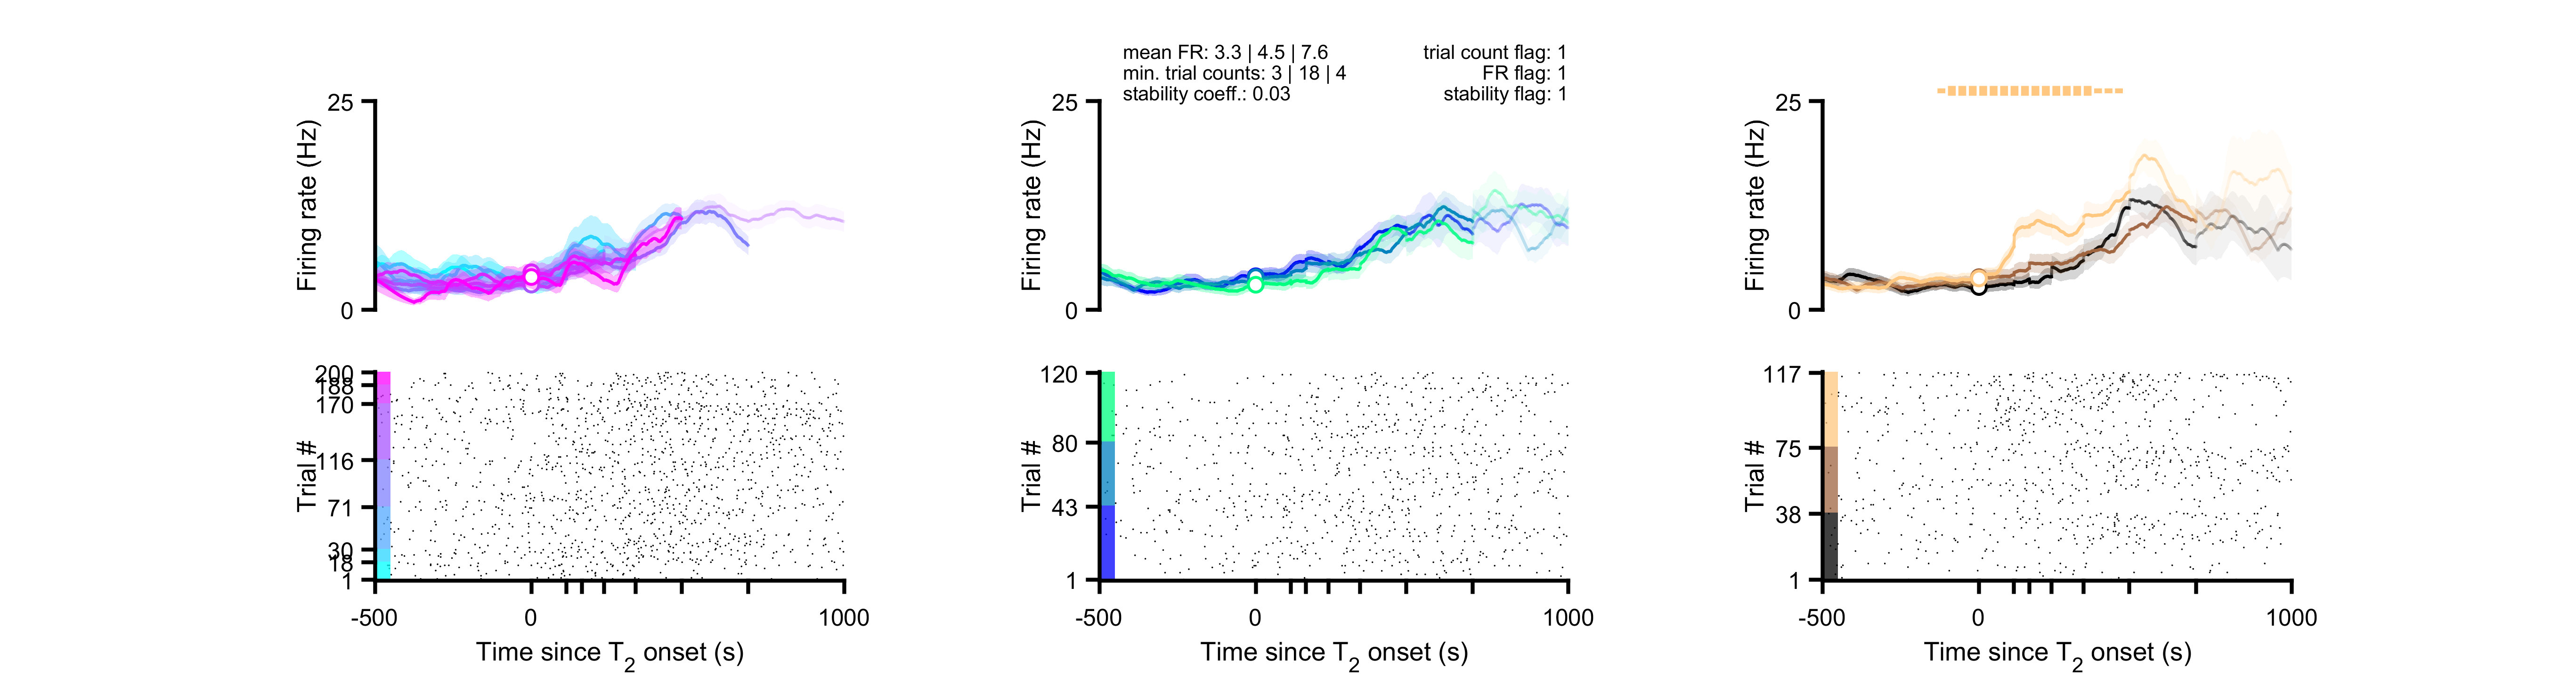 mean FR: 3.3 | 4.5 | 7.6
min. trial counts: 3 | 18 | 4
stability coeff.: 0.03
trial count flag: 1
FR flag: 1
stability flag: 1
25
Firing rate (Hz)
0
25
Firing rate (Hz)
0
25
Firing rate (Hz)
0
200
188
170
116
71
30
18
1
Trial #
-500
0
1000
Time since T2 onset (s)
120
80
43
1
Trial #
-500
0
1000
Time since T2 onset (s)
117
75
38
1
Trial #
-500
0
1000
Time since T2 onset (s)